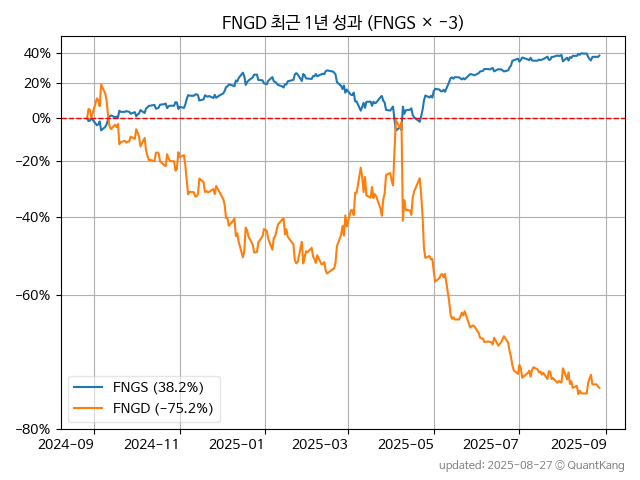 FNGD 최근 1년 성과 (FNGS × −3)
40%
20%
0%
−20%
−40%
−60%
−80%
FNGS (38.2%)
FNGD (−75.2%)
2024-09 2024-11 2025-01 2025-03 2025-05 2025-07 2025-09
updated: 2025-08-27 © QuantKang